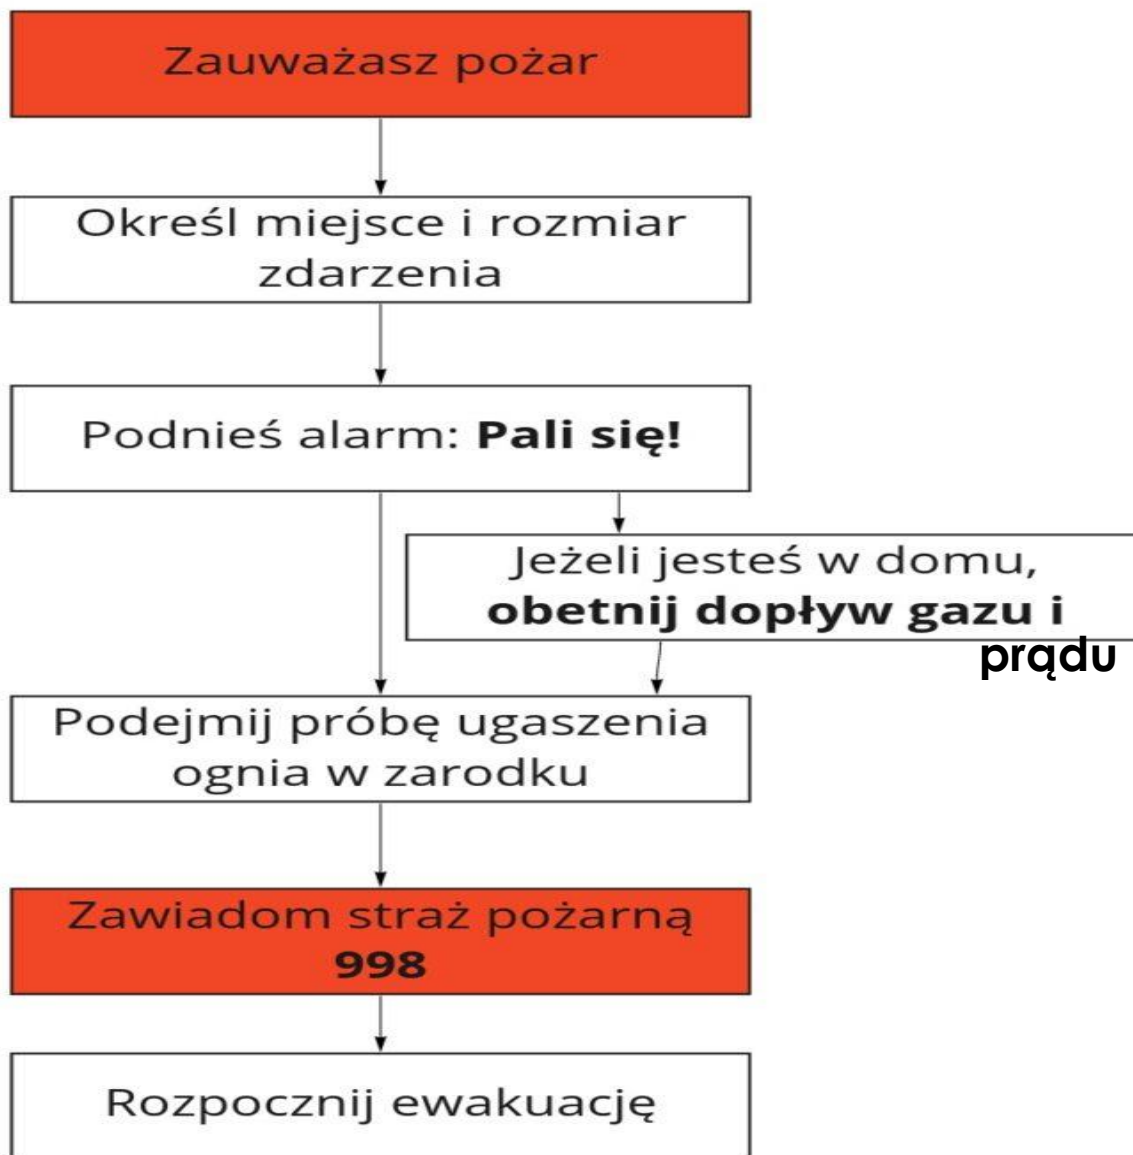 Zauważasz pożar
Określ miejsce i rozmiar
zdarzenia
Podnieś alarm: Pali się!
Jeżeli jesteś w domu,
obetnij dopływ gazu i
prądu
Podejmij próbę ugaszenia
ognia w zarodku
Zawiadom straż pożarną
998
Rozpocznij ewakuację